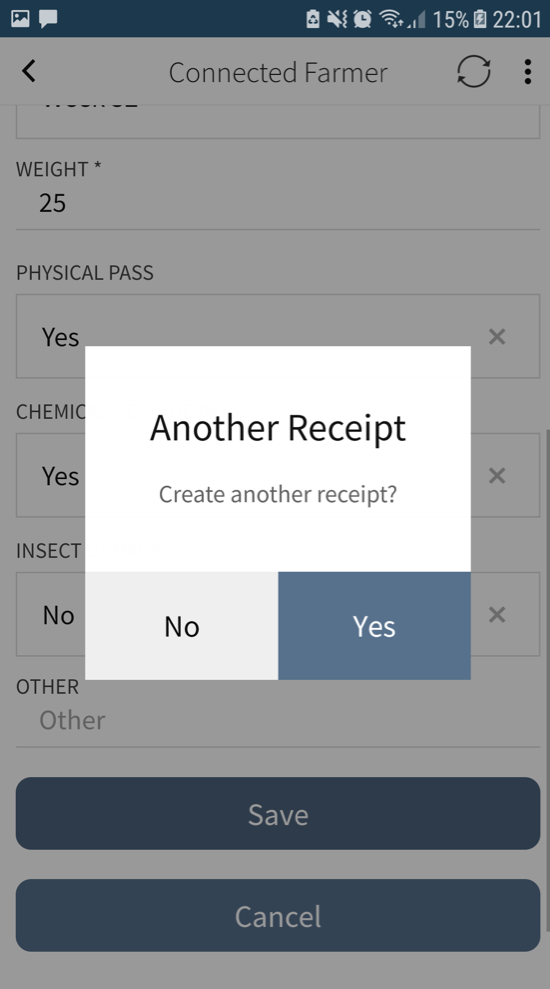 15% 22:01
Connected Farmer
WEIGHT *
25
PHYSICAL PASS
Yes
CHEMIC
Yes
INSECT
No
OTHER
Other
Another Receipt
Create another receipt?
No
Yes
Save
Cancel